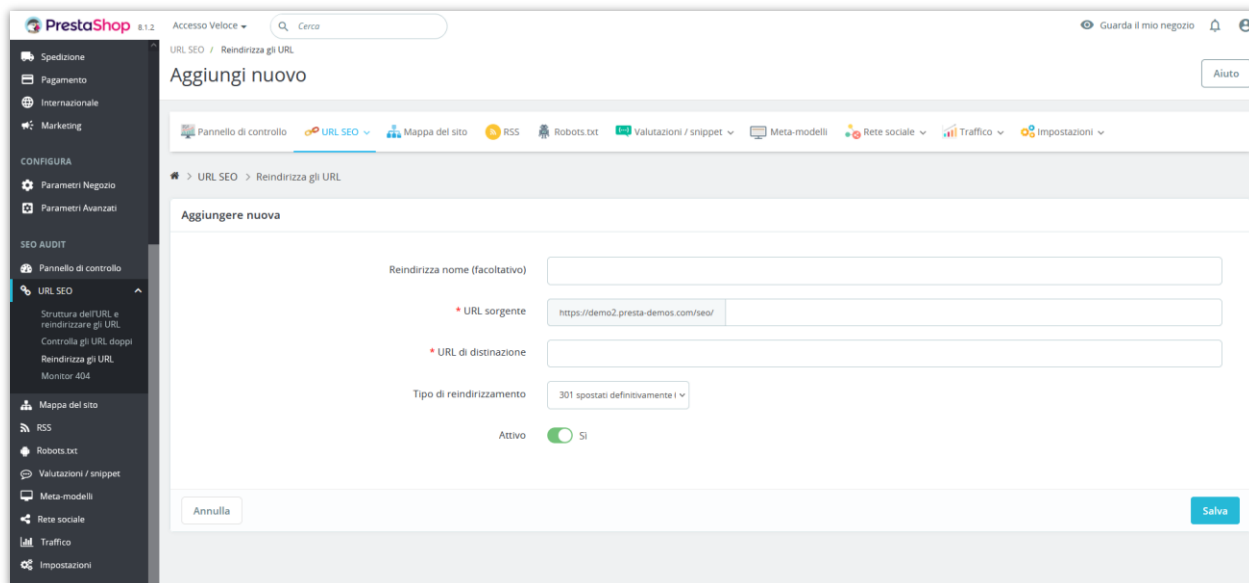 PrestaShop 8.1.2 Accesso Veloce Cerca Guarda il mio negozio
URL SEO / Reindirizza gli URL
Aggiungi nuovo
Aiuto
Pannello di controllo URL SEO Mappa del sito RSS Robots.txt Valutazioni / snippet Meta-modelli Rete sociale Traffico Impostazioni
> URL SEO > Reindirizza gli URL
Aggiungere nuova
Reindirizza nome (facoltativo)
* URL sorgente https://demo2.presta-demos.com/seo/
* URL di distinazione
Tipo di reindirizzamento 301 spostati definitivamente
Attivo Sì
Annulla Salva
Spedizione
Pagamento
Internazionale
Marketing
CONFIGURA
Parametri Negozio
Parametri Avanzati
SEO AUDIT
Pannello di controllo
URL SEO
Struttura dell'URL e
reindirizzare gli URL
Controlla gli URL doppi
Reindirizza gli URL
Monitor 404
Mappa del sito
RSS
Robots.txt
Valutazioni / snippet
Meta-modelli
Rete sociale
Traffico
Impostazioni